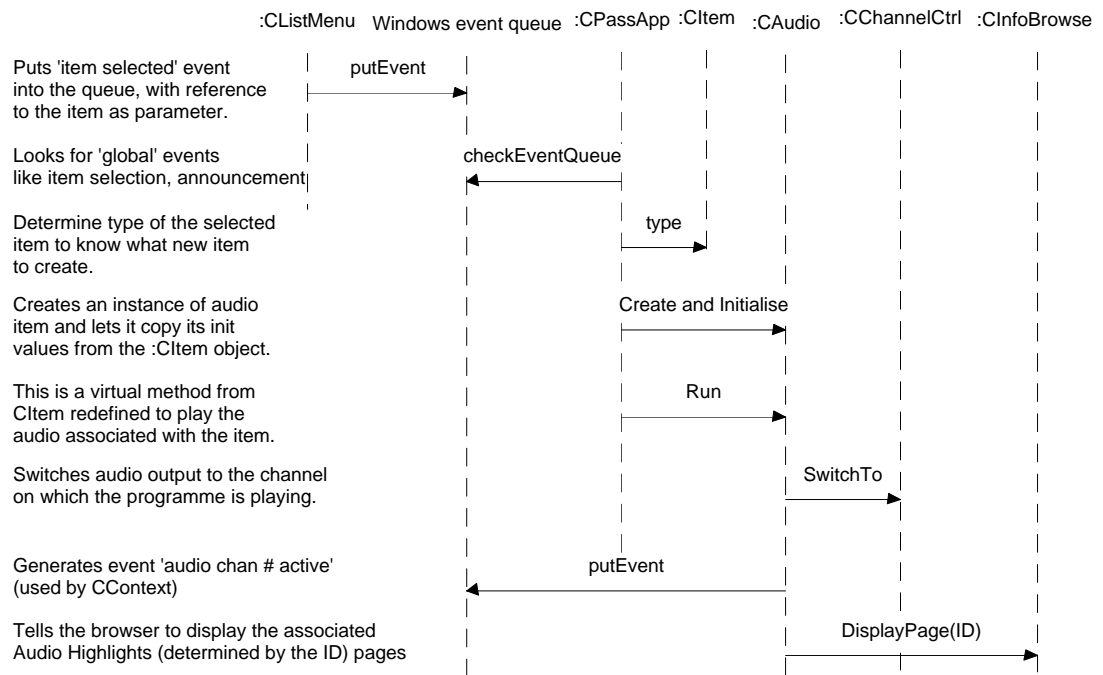 :CListMenu Windows event queue :CPassApp :CItem :CAudio :CChannelCtrl :CInfoBrowse
Puts 'item selected' event
into the queue, with reference
to the item as parameter.
putEvent
Looks for 'global' events
like item selection, announcement
checkEventQueue
Determine type of the selected
item to know what new item
to create.
type
Creates an instance of audio
item and lets it copy its init
values from the :CItem object.
Create and Initialise
This is a virtual method from
CItem redefined to play the
audio associated with the item.
Run
Switches audio output to the channel
on which the programme is playing.
SwitchTo
Generates event 'audio chan # active'
(used by CContext)
putEvent
Tells the browser to display the associated
Audio Highlights (determined by the ID) pages
DisplayPage(ID)